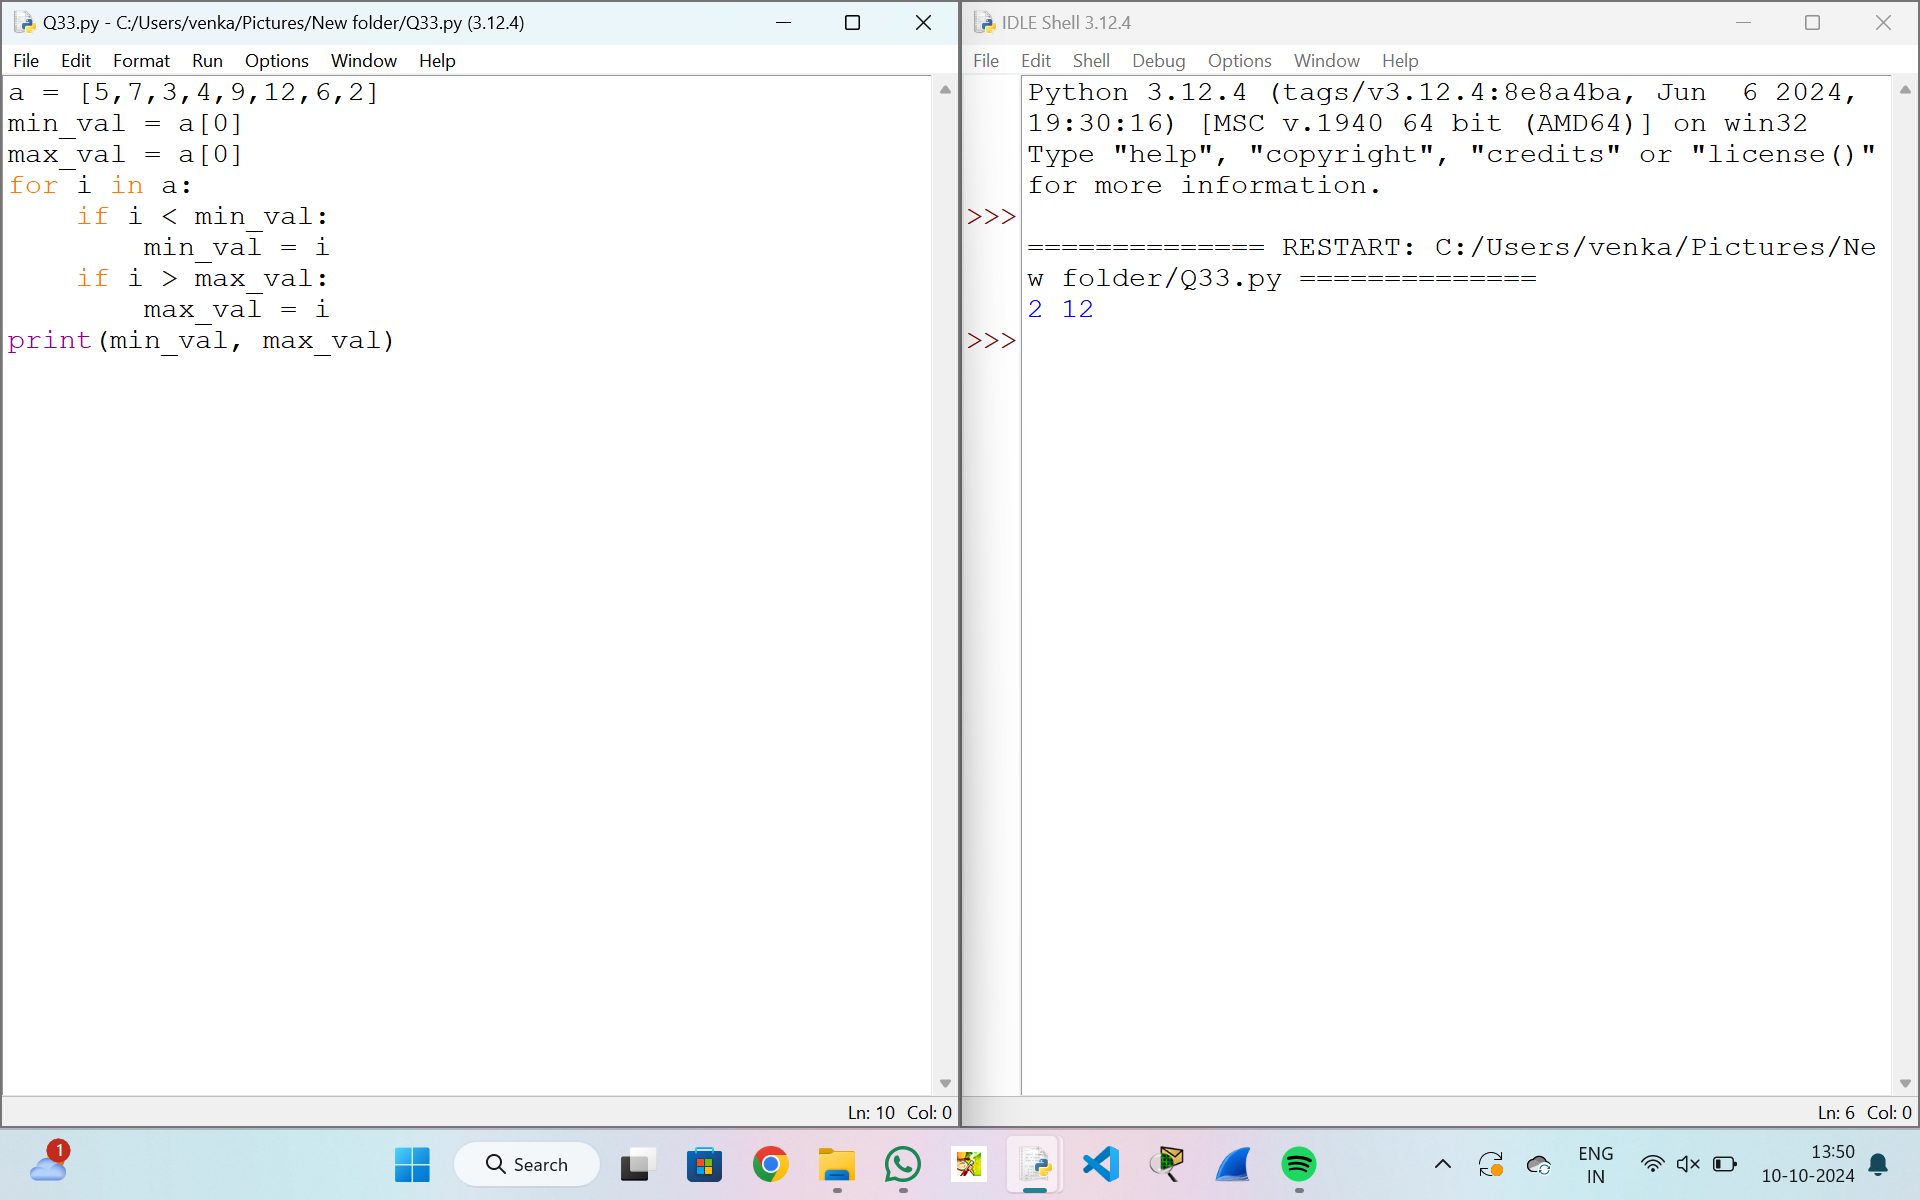 Q33.py - C:/Users/venka/Pictures/New folder/Q33.py (3.12.4)
File Edit Format Run Options Window Help
a = [5,7,3,4,9,12,6,2]
min_val = a[0]
max_val = a[0]
for i in a:
    if i < min_val:
        min_val = i
    if i > max_val:
        max_val = i
print(min_val, max_val)
Ln: 10 Col: 0
IDLE Shell 3.12.4
File Edit Shell Debug Options Window Help
Python 3.12.4 (tags/v3.12.4:8e8a4ba, Jun  6 2024,
19:30:16) [MSC v.1940 64 bit (AMD64)] on win32
Type "help", "copyright", "credits" or "license()"
for more information.
>>>
============== RESTART: C:/Users/venka/Pictures/Ne
w folder/Q33.py ==============
2 12
>>>
Ln: 6 Col: 0
1
Search
ENG
IN
13:50
10-10-2024